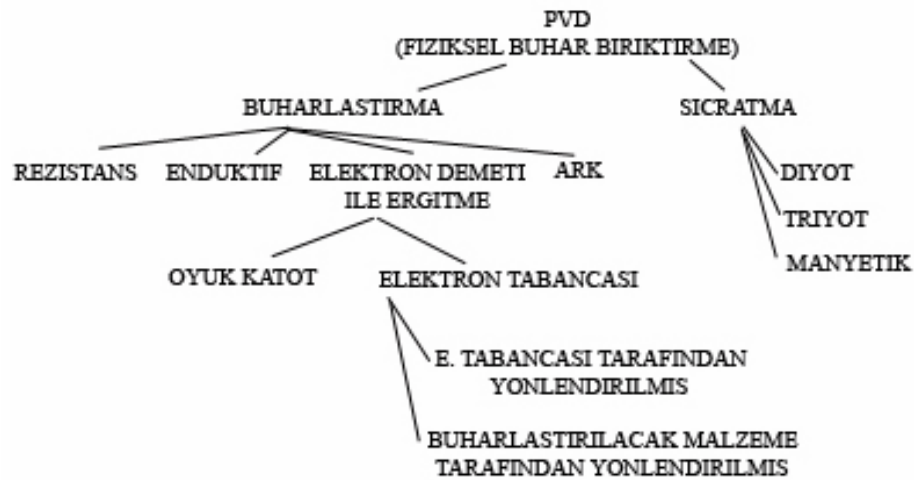 PVD
(FIZIKSEL BUHAR BIRIKTIRME)
BUHARLASTIRMA
SICRATMA
REZISTANS
ENDUKTIF
ELEKTRON DEMETI
ILE ERGITME
ARK
DIYOT
TRIYOT
MANYETIK
OYUK KATOT
ELEKTRON TABANCASI
E. TABANCASI TARAFINDAN
YONLENDIRILMIS
BUHARLASTIRILACAK MALZEME
TARAFINDAN YONLENDIRILMIS